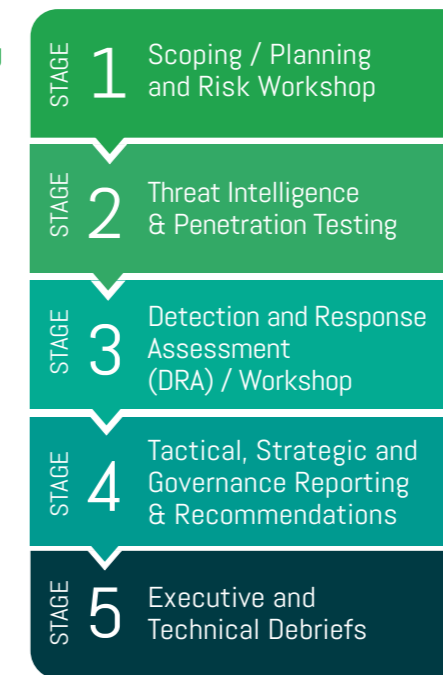 STAGE 1
Scoping / Planning
and Risk Workshop
STAGE 2
Threat Intelligence
& Penetration Testing
STAGE 3
Detection and Response
Assessment
(DRA) / Workshop
STAGE 4
Tactical, Strategic and
Governance Reporting
& Recommendations
STAGE 5
Executive and
Technical Debriefs